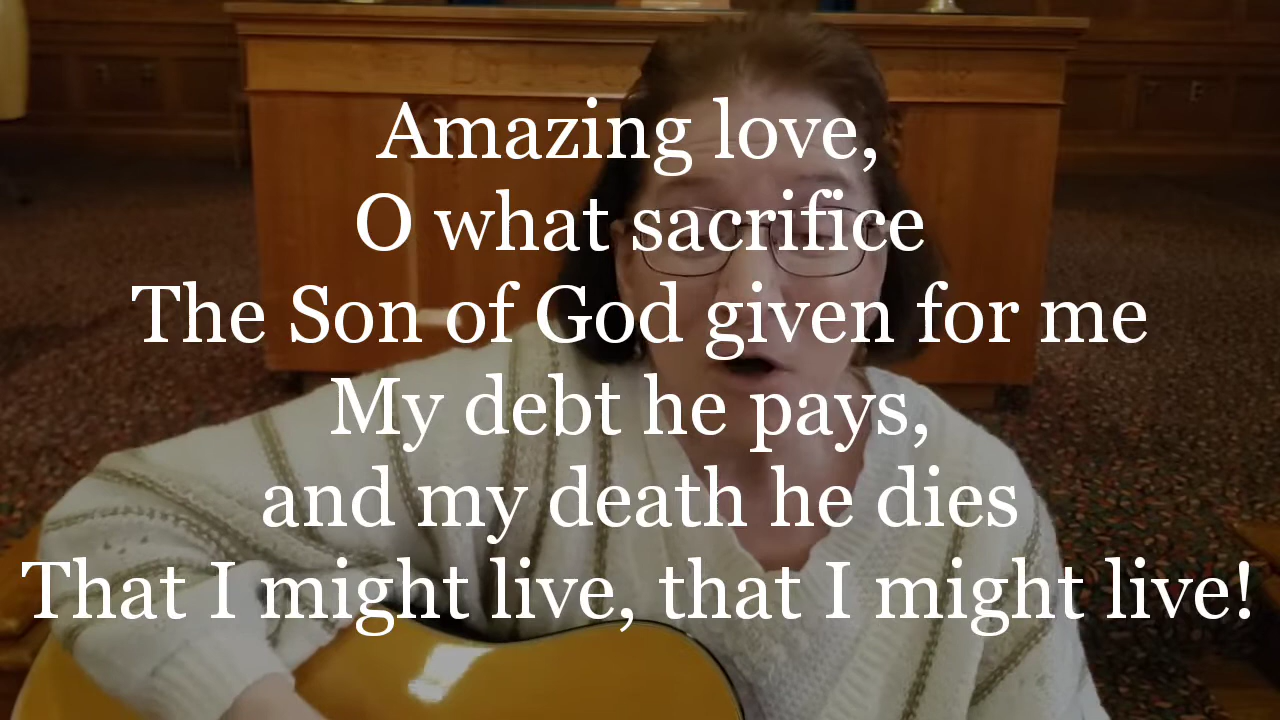 Amazing love,
O what sacrifice
The Son of God given for me
My debt he pays,
and my death he dies
That I might live, that I might live!